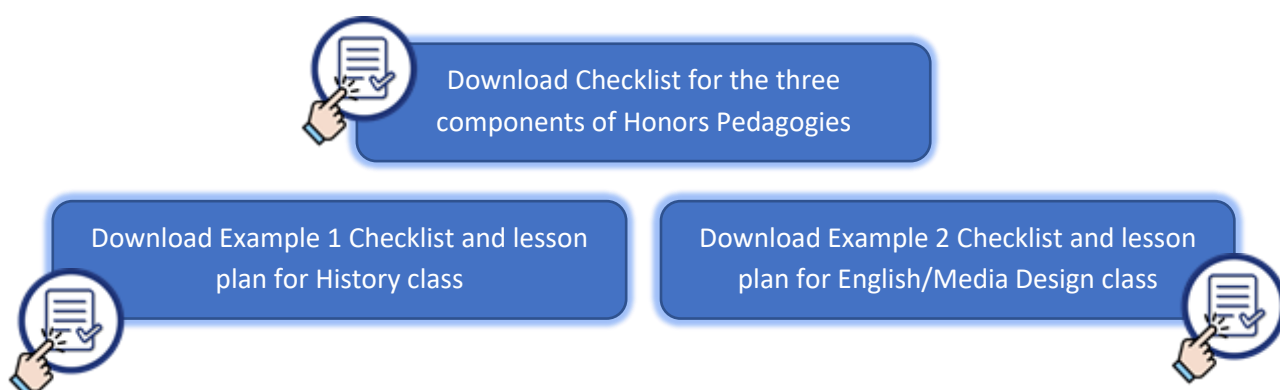 Download Checklist for the three
components of Honors Pedagogies
Download Example 1 Checklist and lesson
plan for History class
Download Example 2 Checklist and lesson
plan for English/Media Design class